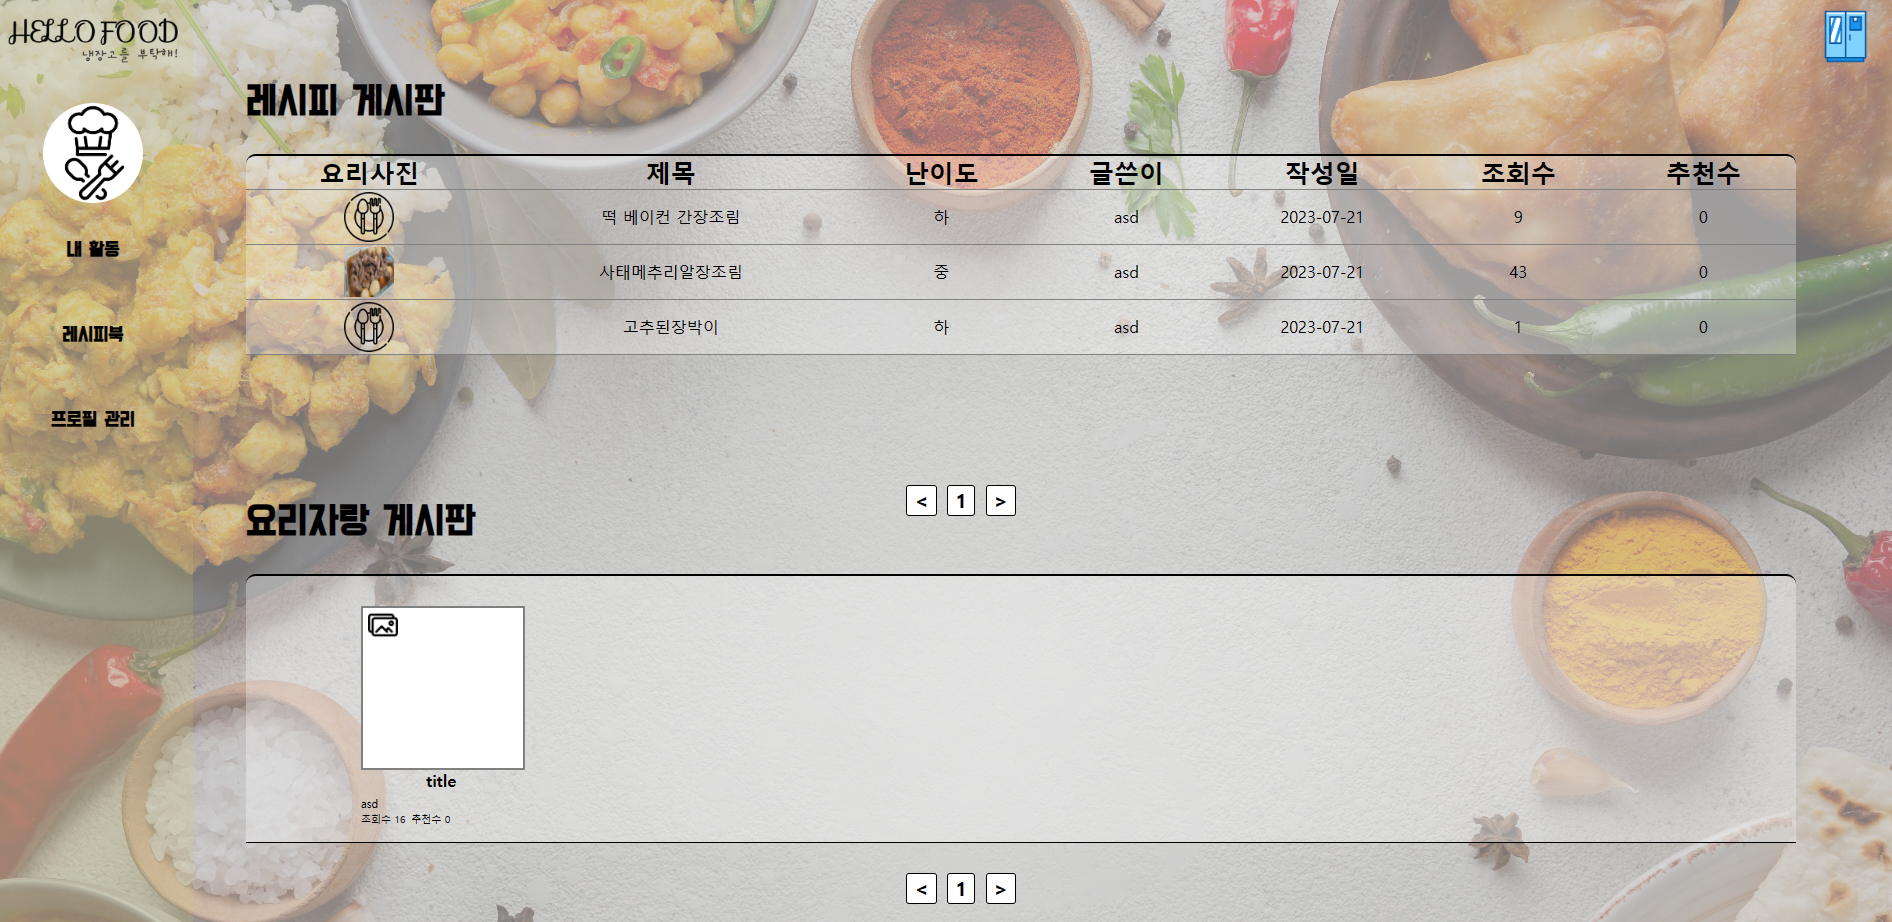 HELLO FOOD
냉장고를 부탁해!
내 활동
레시피북
프로필 관리
레시피 게시판
요리사진 제목 난이도 글쓴이 작성일 조회수 추천수
떡 베이컨 간장조림 하 asd 2023-07-21 9 0
사태메추리알장조림 중 asd 2023-07-21 43 0
고추된장박이 하 asd 2023-07-21 1 0
< 1 >
요리자랑 게시판
title
asd
조회수 16 추천수 0
< 1 >